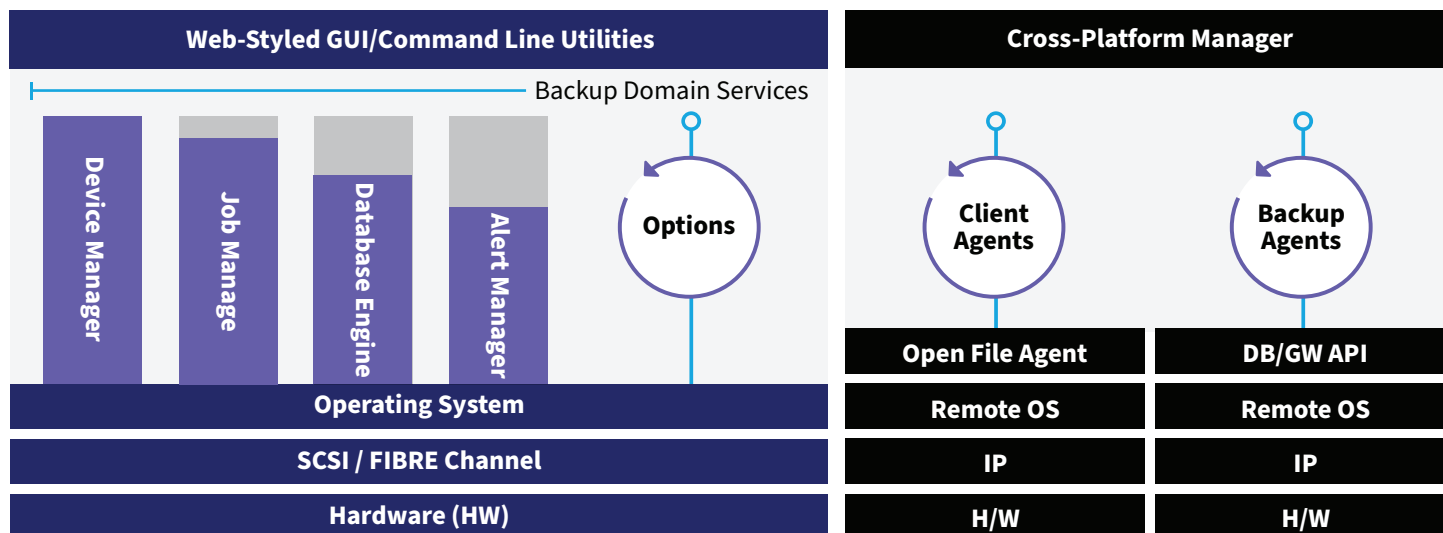 Web-Styled GUI/Command Line Utilities
Backup Domain Services
Device Manager
Job Manage
Database Engine
Alert Manager
Options
Operating System
SCSI / FIBRE Channel
Hardware (HW)
Cross-Platform Manager
Client
Agents
Backup
Agents
Open File Agent
DB/GW API
Remote OS
Remote OS
IP
IP
H/W
H/W